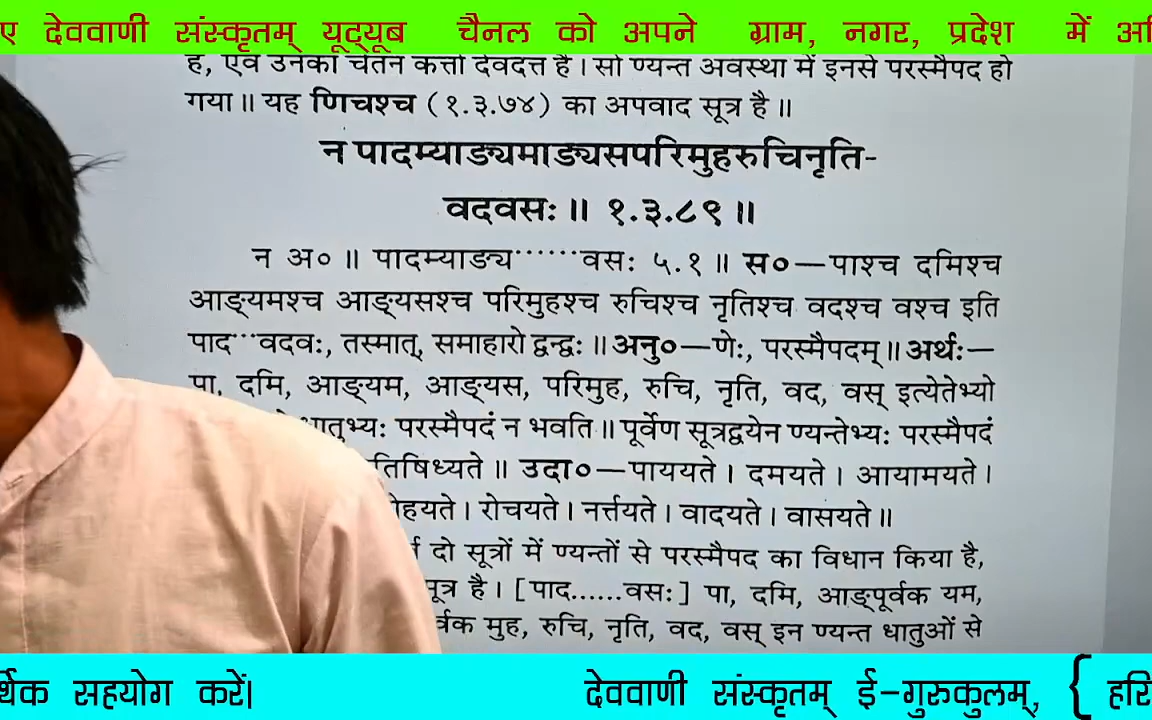 ए देववाणी संस्कृतम् यूट्यूब चैनल को अपने ग्राम, नगर, प्रदेश में
है, एवं उनका चेतन कर्त्ता देवदत्त है। सो ण्यन्त अवस्था में इनसे परस्मैपद हो
गया॥ यह णिचश्च (१.३.७४) का अपवाद सूत्र है॥
न पादम्याङ्यमाङ्यसपरिमुहरुचिनृति-
वदवसः॥ १.३.८९॥
न अ०॥ पादम्याङ्य······वसः ५.१॥ स०—पाश्च दमिश्च
आङ्यमश्च आङ्यसश्च परिमुहश्च रुचिश्च नृतिश्च वदश्च वश्च इति
पाद···वदवः, तस्मात्, समाहारो द्वन्द्वः॥ अनु०—णेः, परस्मैपदम्॥ अर्थः—
पा, दमि, आङ्यम, आङ्यस, परिमुह, रुचि, नृति, वद, वस् इत्येतेभ्यो
धातुभ्यः परस्मैपदं न भवति॥ पूर्वेण सूत्रद्वयेन ण्यन्तेभ्यः परस्मैपदं
तिषिध्यते॥ उदा०—पाययते। दमयते। आयामयते।
ोहयते। रोचयते। नर्त्तयते। वादयते। वासयते॥
दो सूत्रों में ण्यन्तों से परस्मैपद का विधान किया है,
सूत्र है। [पाद......वसः] पा, दमि, आङ्पूर्वक यम,
र्वक मुह, रुचि, नृति, वद, वस् इन ण्यन्त धातुओं से
र्थिक सहयोग करें। देववाणी संस्कृतम् ई-गुरुकुलम्, { हरि